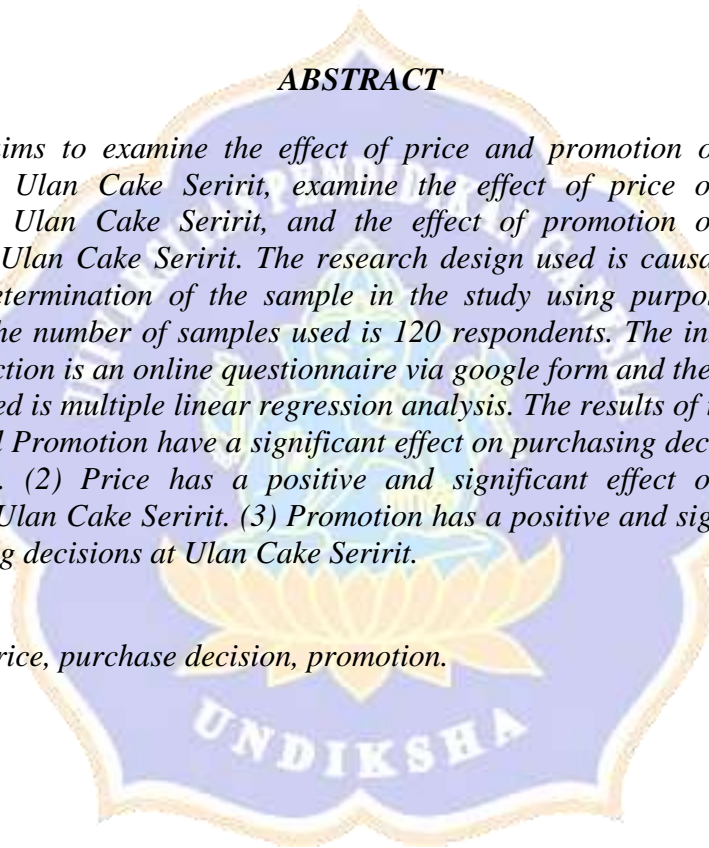 ABSTRACT
ims to examine the effect of price and promotion o
Ulan Cake Seririt, examine the effect of price o
Ulan Cake Seririt, and the effect of promotion o
Ulan Cake Seririt. The research design used is causa
etermination of the sample in the study using purpo
he number of samples used is 120 respondents. The in
ction is an online questionnaire via google form and the
ed is multiple linear regression analysis. The results of
d Promotion have a significant effect on purchasing dec
. (2) Price has a positive and significant effect o
Ulan Cake Seririt. (3) Promotion has a positive and sig
g decisions at Ulan Cake Seririt.
rice, purchase decision, promotion.
UNIVERSITAS PENDIDIKAN GANESHA
UNDIKSHA